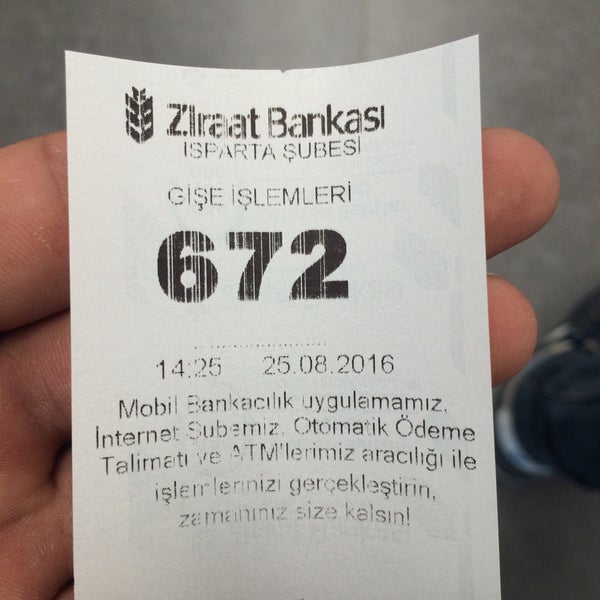 Ziraat Bankası
ISPARTA ŞUBESİ
GİŞE İŞLEMLERİ
672
14:25 25.08.2016
Mobil Bankacılık uygulamamız,
İnternet Şubemiz, Otomatik Ödeme
Talimatı ve ATM'lerimiz aracılığı ile
işlemlerinizi gerçekleştirin,
zamanınız size kalsın!